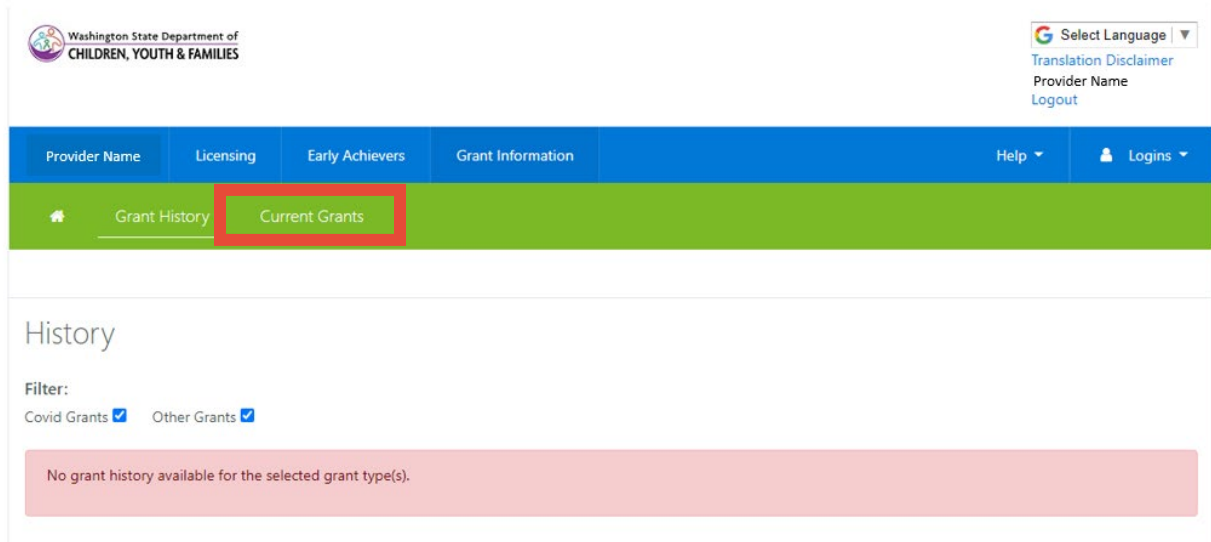 Washington State Department of
CHILDREN, YOUTH & FAMILIES
Select Language ▼
Translation Disclaimer
Provider Name
Logout
Provider Name Licensing Early Achievers Grant Information Help Logins
Grant History Current Grants
History
Filter:
Covid Grants Other Grants
No grant history available for the selected grant type(s).